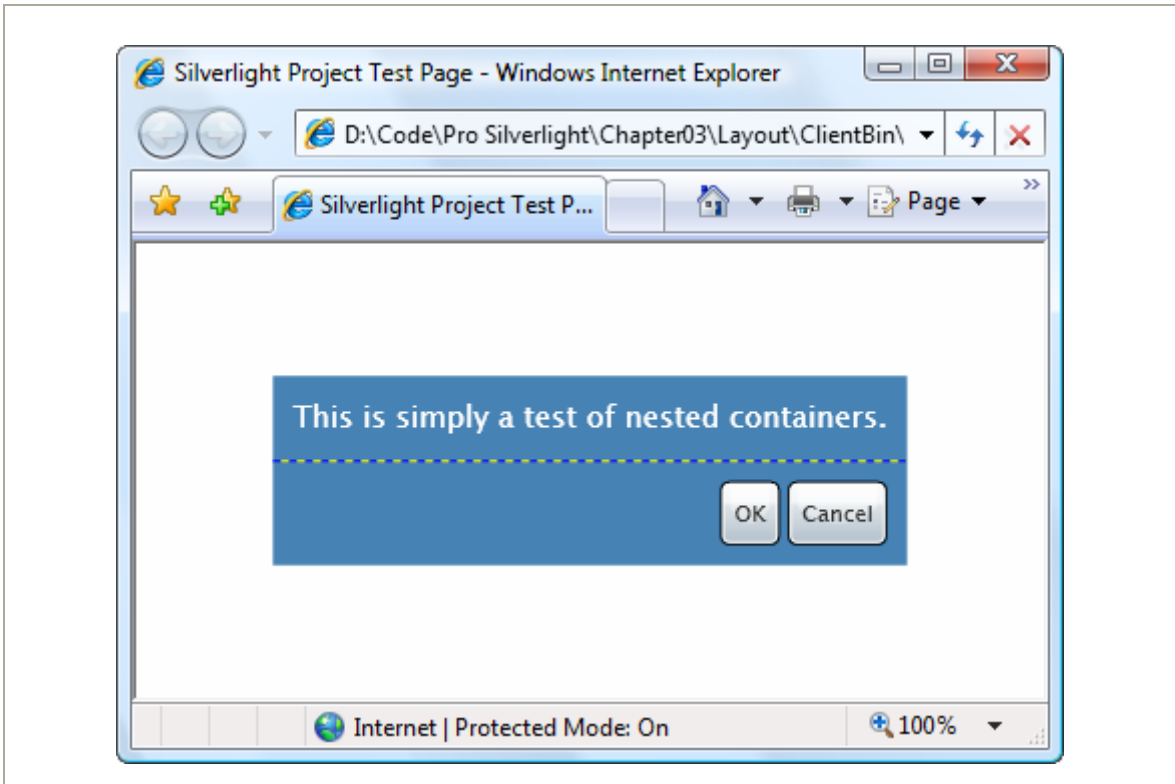 Silverlight Project Test Page - Windows Internet Explorer
D:\Code\Pro Silverlight\Chapter03\Layout\ClientBin\
Silverlight Project Test P...
Page
This is simply a test of nested containers.
OK
Cancel
Internet | Protected Mode: On
100%